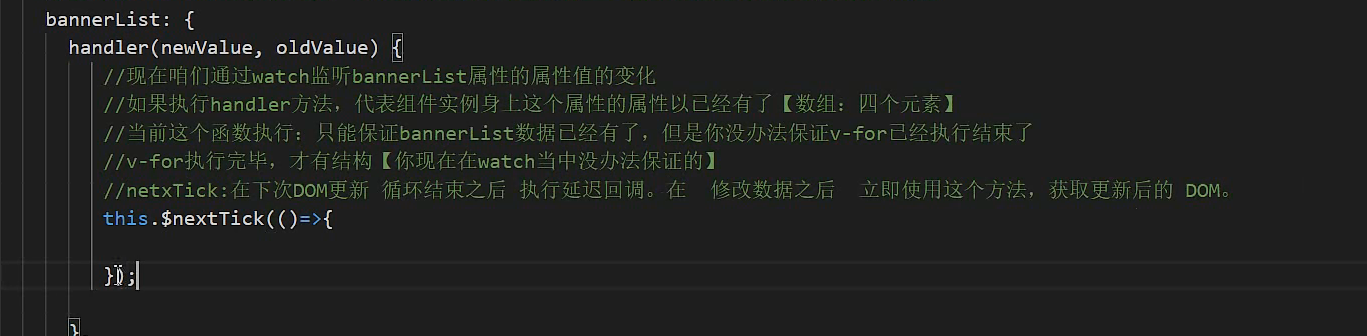 bannerList: {
handler(newValue, oldValue) {
//现在咱们通过watch监听bannerList属性的属性值的变化
//如果执行handler方法，代表组件实例身上这个属性的属性以已经有了【数组：四个元素】
//当前这个函数执行：只能保证bannerList数据已经有了，但是你没办法保证v-for已经执行结束了
//v-for执行完毕，才有结构【你现在在watch当中没办法保证的】
//netxTick:在下次DOM更新 循环结束之后 执行延迟回调。在  修改数据之后  立即使用这个方法，获取更新后的 DOM。
this.$nextTick(()=>{
});
}